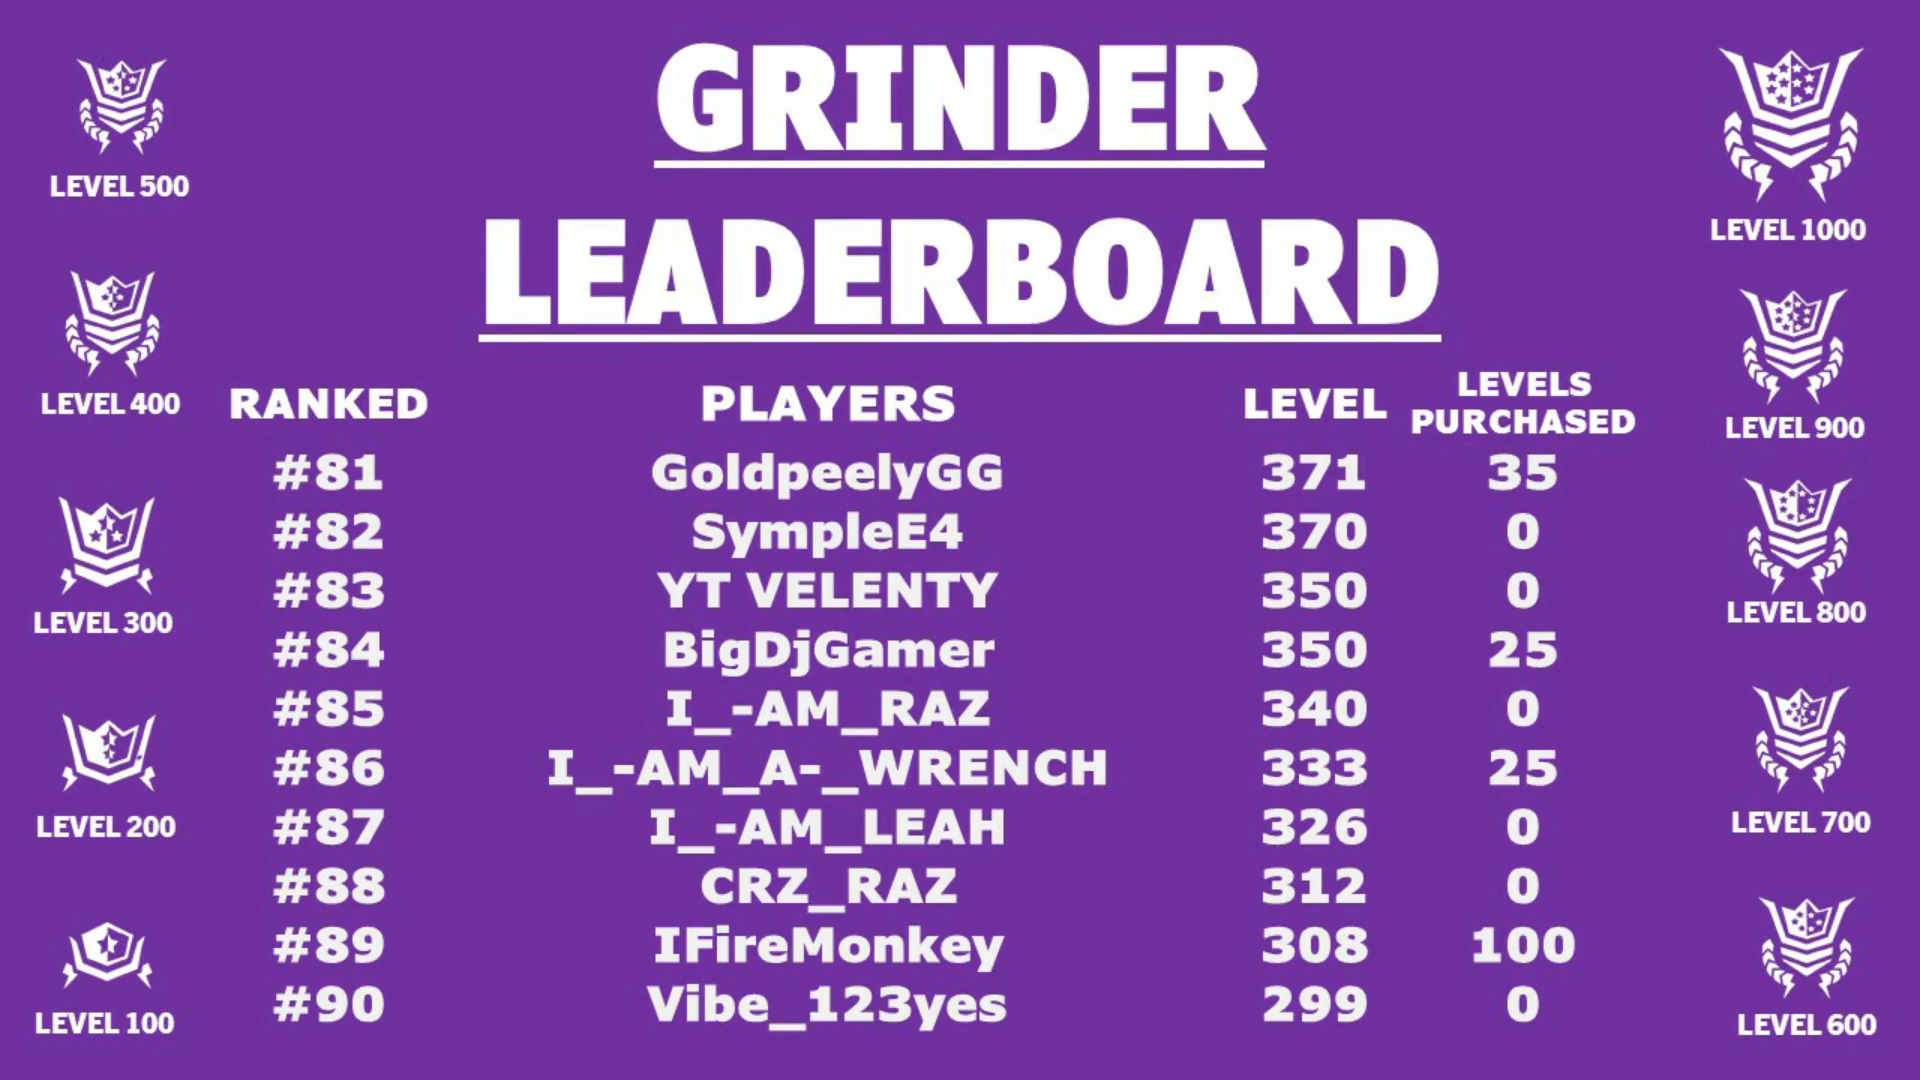 GRINDER
LEADERBOARD
LEVEL 500
LEVEL 400
LEVEL 300
LEVEL 200
LEVEL 100
LEVEL 1000
LEVEL 900
LEVEL 800
LEVEL 700
LEVEL 600
RANKED PLAYERS LEVEL LEVELS PURCHASED
#81 GoldpeelyGG 371 35
#82 SympleE4 370 0
#83 YT VELENTY 350 0
#84 BigDjGamer 350 25
#85 I_-AM_RAZ 340 0
#86 I_-AM_A-_WRENCH 333 25
#87 I_-AM_LEAH 326 0
#88 CRZ_RAZ 312 0
#89 IFireMonkey 308 100
#90 Vibe_123yes 299 0